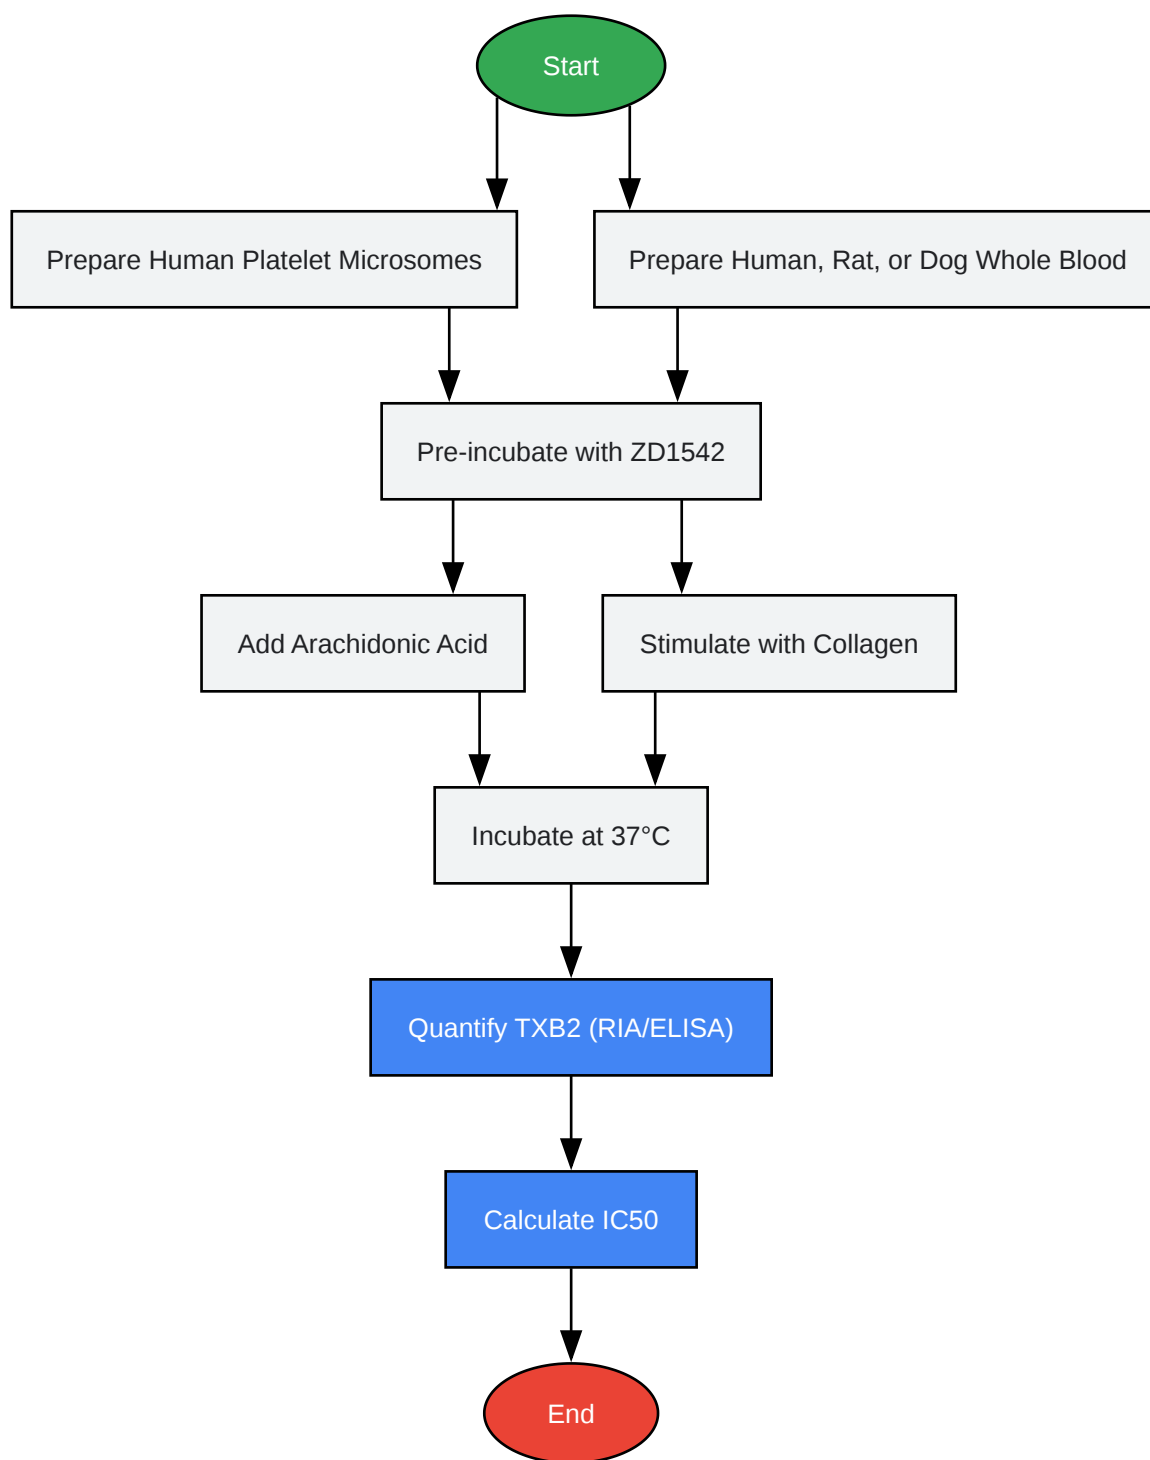 Start
Prepare Human Platelet Microsomes
Prepare Human, Rat, or Dog Whole Blood
Pre-incubate with ZD1542
Add Arachidonic Acid
Stimulate with Collagen
Incubate at 37°C
Quantify TXB2 (RIA/ELISA)
Calculate IC50
End